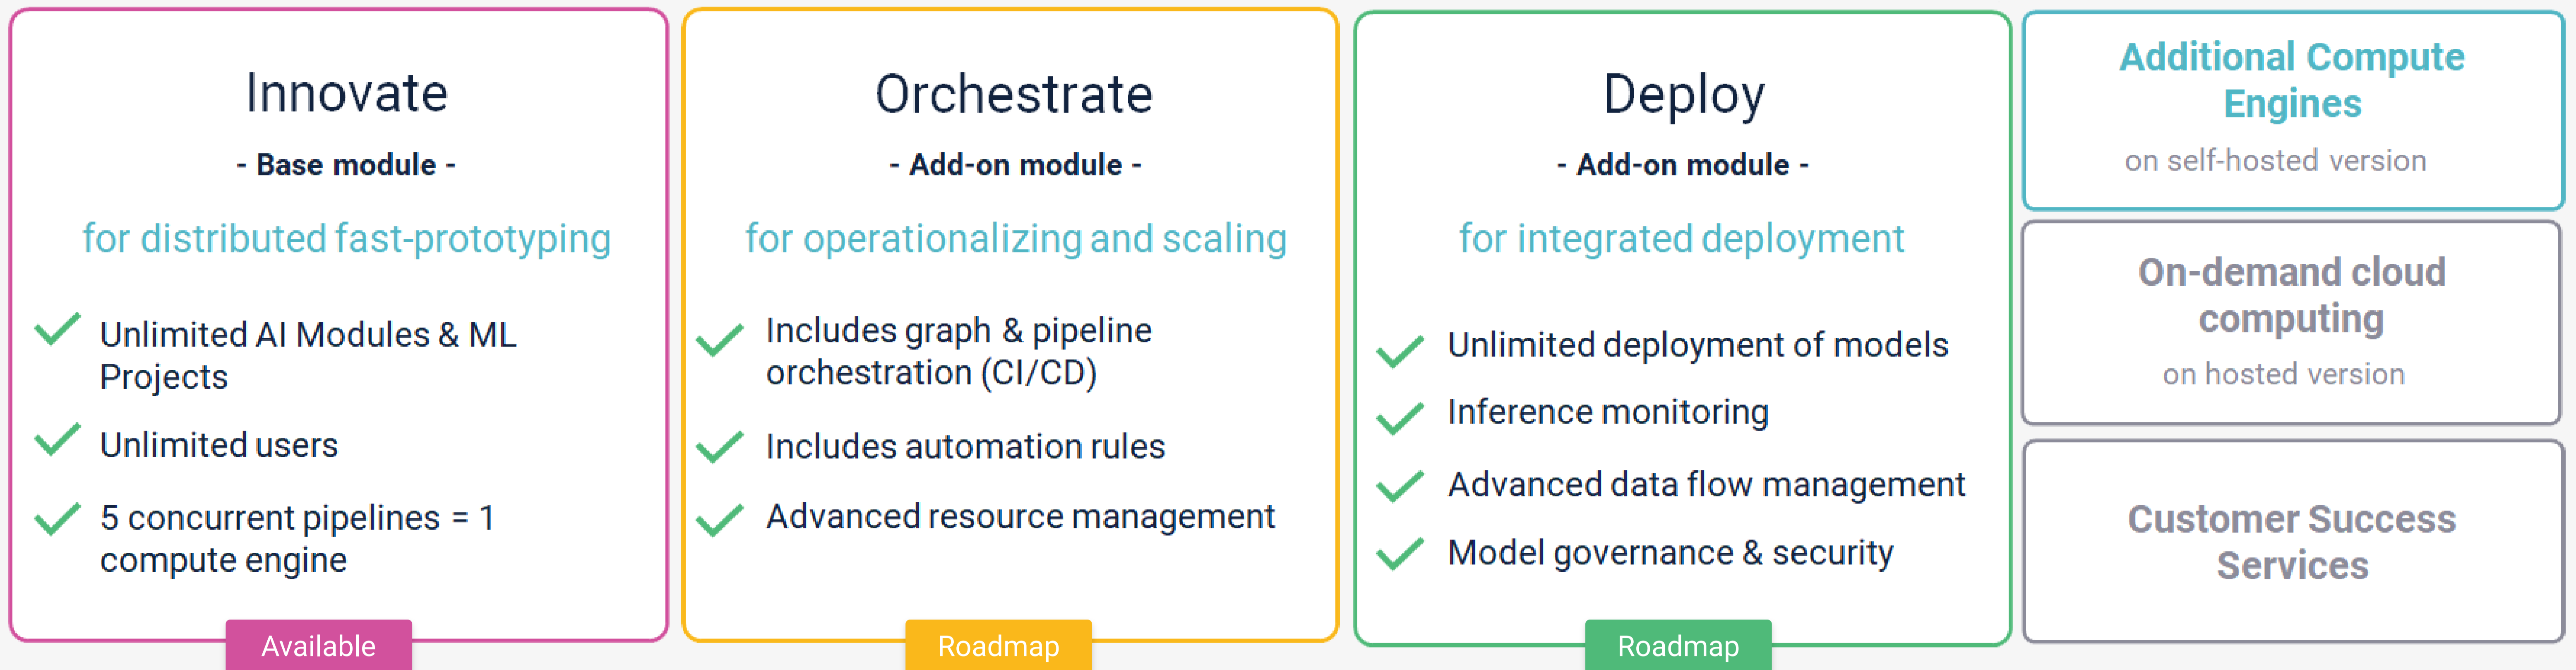 Innovate
- Base module -
for distributed fast-prototyping
Unlimited AI Modules & ML
Projects
Unlimited users
5 concurrent pipelines = 1
compute engine
Available
Orchestrate
- Add-on module -
for operationalizing and scaling
Includes graph & pipeline
orchestration (CI/CD)
Includes automation rules
Advanced resource management
Roadmap
Deploy
- Add-on module -
for integrated deployment
Unlimited deployment of models
Inference monitoring
Advanced data flow management
Model governance & security
Roadmap
Additional Compute
Engines
on self-hosted version
On-demand cloud
computing
on hosted version
Customer Success
Services